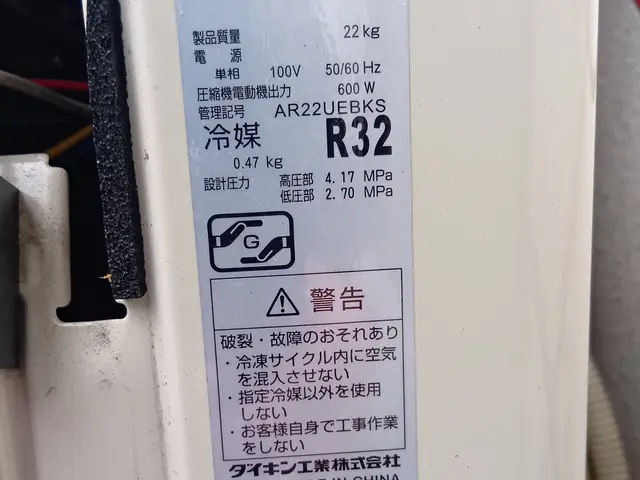 製品質量 22 kg
電 源
単相 100V 50/60 Hz
圧縮機電動機出力 600 W
管理記号 AR22UEBKS
冷媒 R32
0.47 kg
設計圧力 高圧部 4.17 MPa
低圧部 2.70 MPa
G
警告
破裂・故障のおそれあり
・冷凍サイクル内に空気
を混入させない
・指定冷媒以外を使用
しない
・お客様自身で工事作業
をしない
ダイキン工業株式会社
IN CHINA